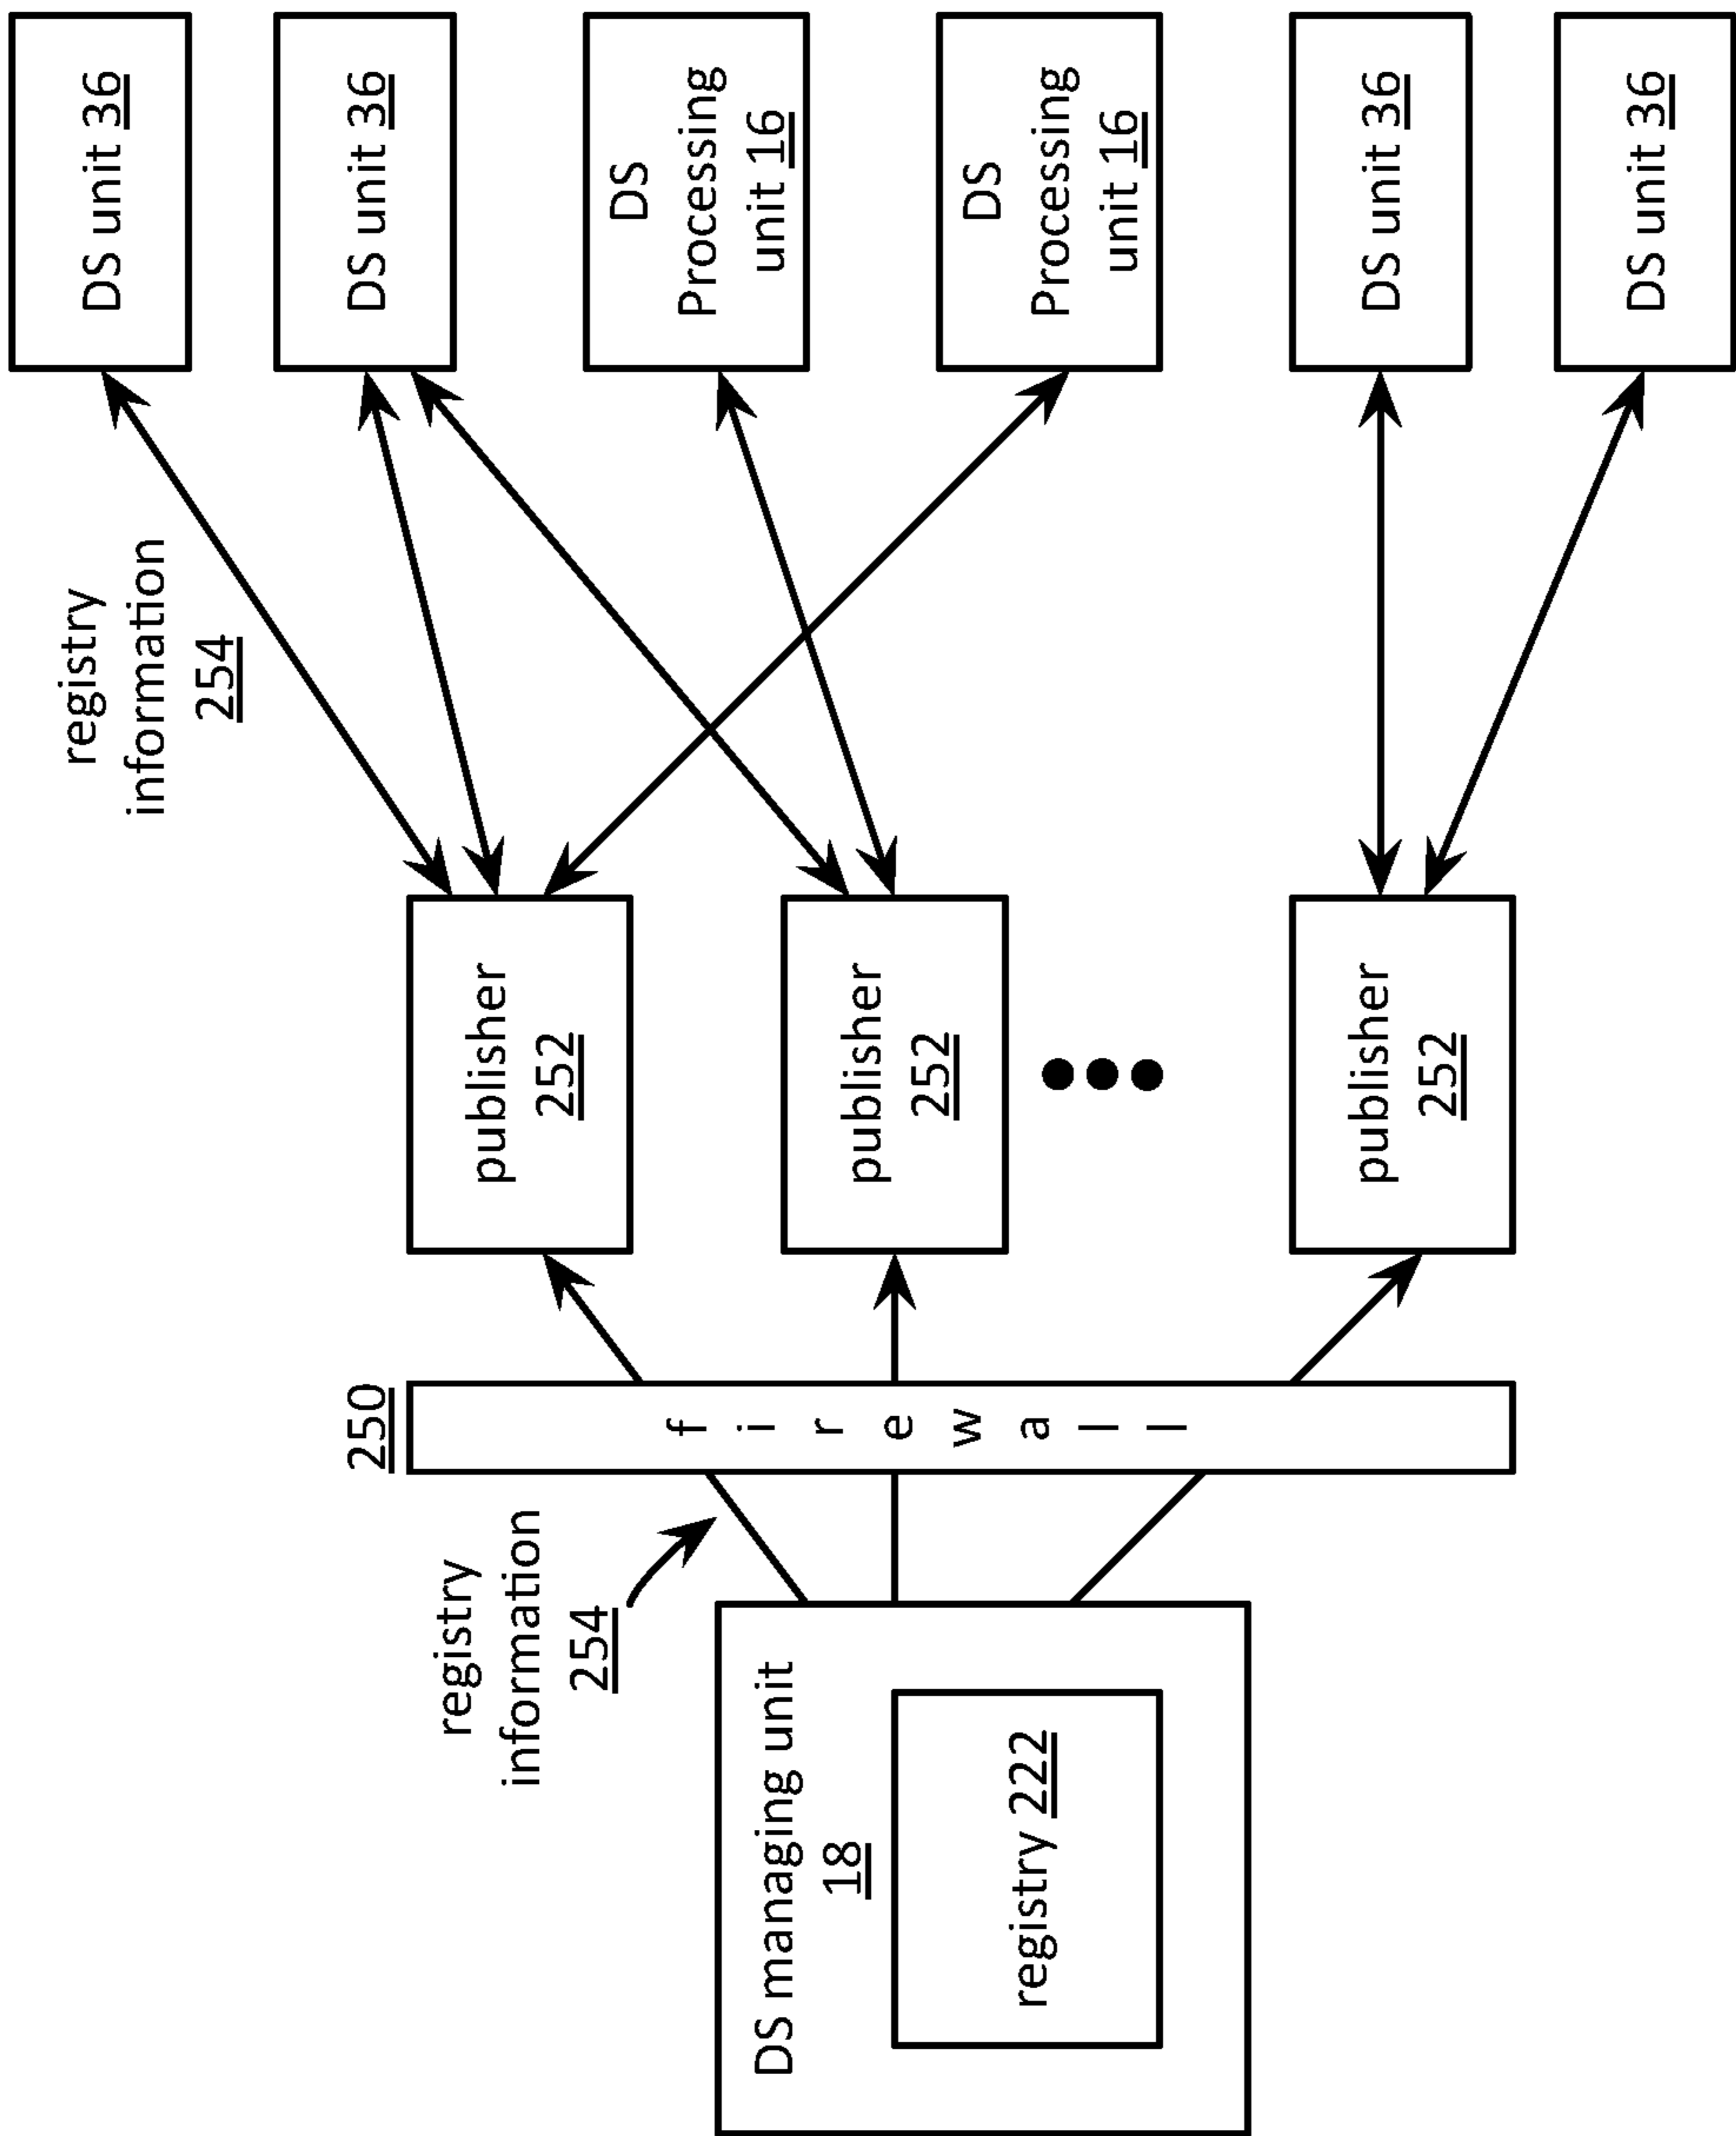 DS managing unit
18
registry 222
registry
information
254
250
firewall
publisher
252
publisher
252
publisher
252
registry
information
254
DS unit 36
DS unit 36
DS
Processing
unit 16
DS
Processing
unit 16
DS unit 36
DS unit 36